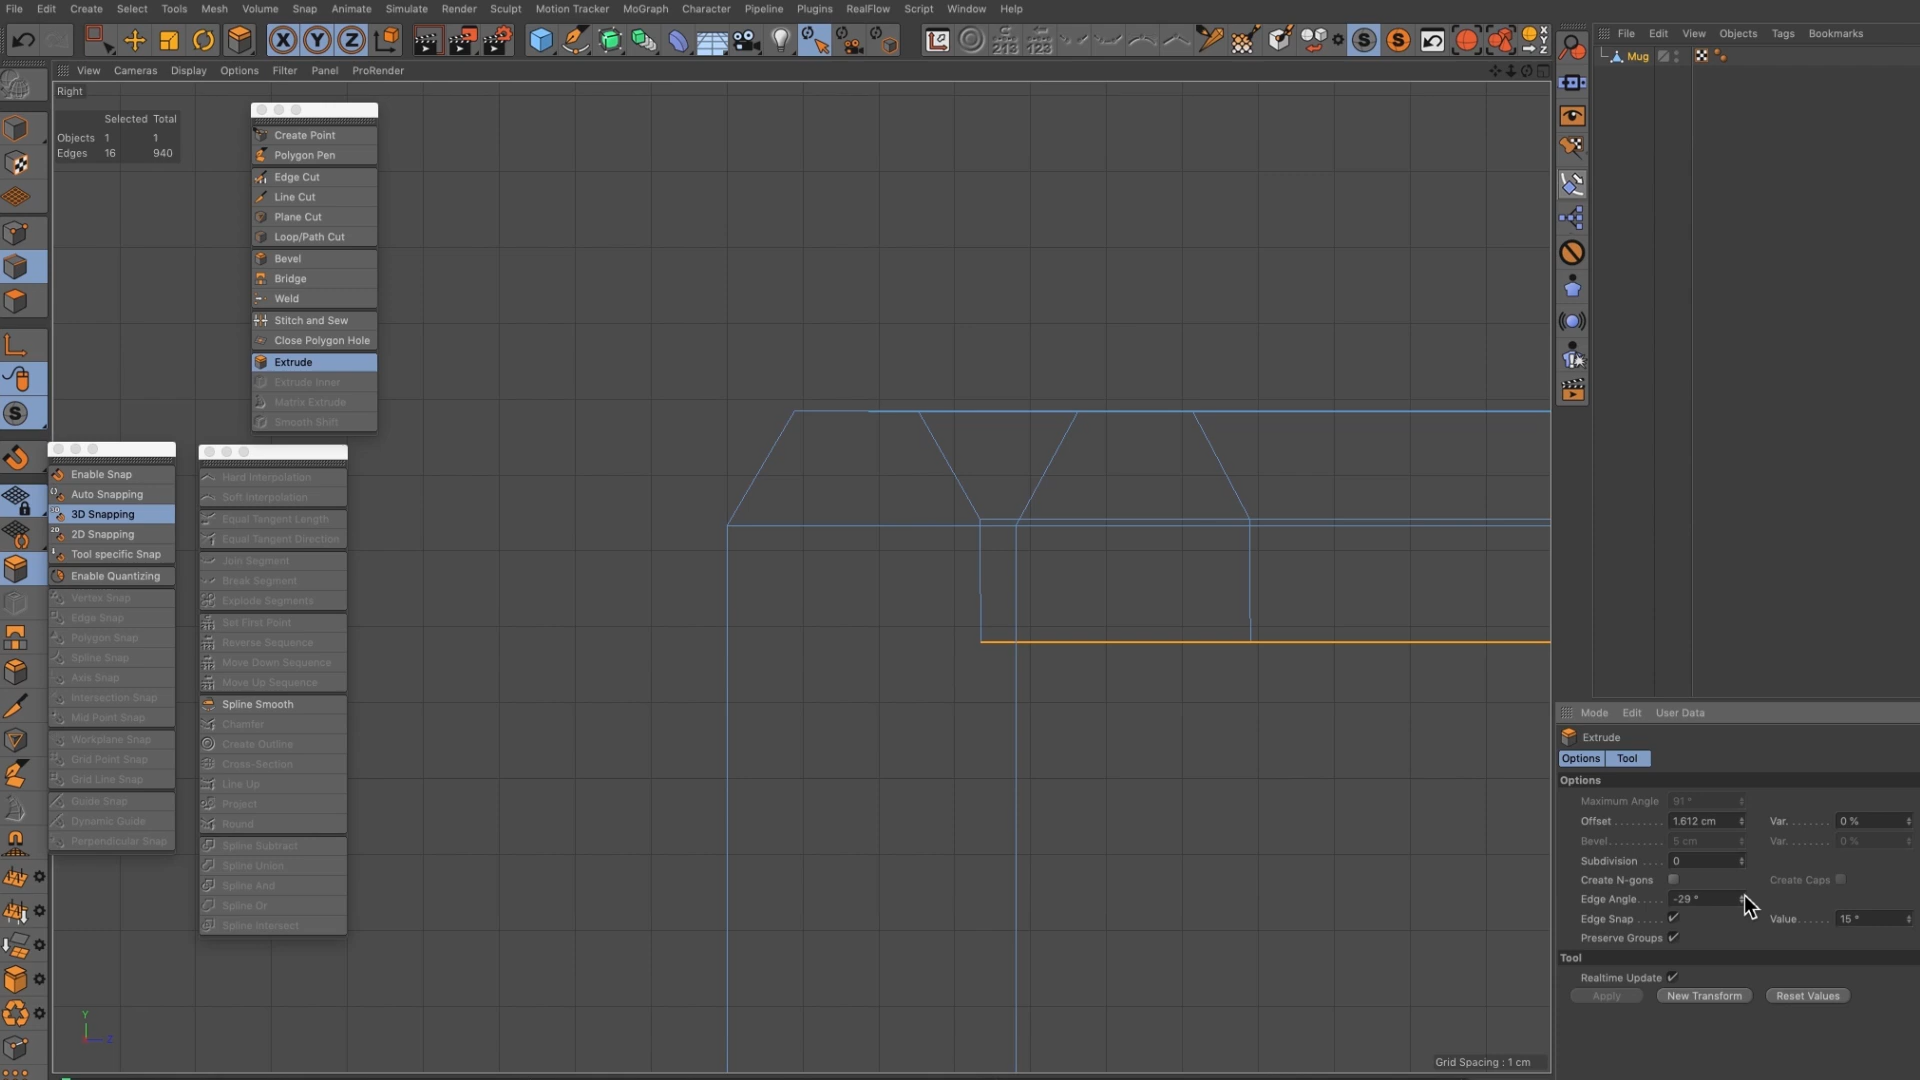 File Edit Create Select Tools Mesh Volume Snap Animate Simulate Render Sculpt Motion Tracker MoGraph Character Pipeline Plugins RealFlow Script Window Help
File Edit View Objects Tags Bookmarks
View Cameras Display Options Filter Panel ProRender
Mug
Right
Selected Total
Objects 1 1
Edges 16 940
Create Point
Polygon Pen
Edge Cut
Line Cut
Plane Cut
Loop/Path Cut
Bevel
Bridge
Weld
Stitch and Sew
Close Polygon Hole
Extrude
Extrude Inner
Matrix Extrude
Smooth Shift
Enable Snap
Auto Snapping
3D Snapping
2D Snapping
Tool specific Snap
Enable Quantizing
Vertex Snap
Edge Snap
Polygon Snap
Spline Snap
Axis Snap
Intersection Snap
Mid Point Snap
Workplane Snap
Grid Point Snap
Grid Line Snap
Guide Snap
Dynamic Guide
Perpendicular Snap
Hard Interpolation
Soft Interpolation
Equal Tangent Length
Equal Tangent Direction
Join Segment
Break Segment
Explode Segments
Set First Point
Reverse Sequence
Move Down Sequence
Move Up Sequence
Spline Smooth
Chamfer
Create Outline
Cross-Section
Line Up
Project
Round
Spline Subtract
Spline Union
Spline And
Spline Or
Spline Intersect
Y
Z
Grid Spacing : 1 cm
Mode Edit User Data
Extrude
Options Tool
Options
Maximum Angle 91 °
Offset 1.612 cm Var. 0 %
Bevel 5 cm Var. 0 %
Subdivision 0
Create N-gons Create Caps
Edge Angle -29 °
Edge Snap Value 15 °
Preserve Groups
Tool
Realtime Update
Apply New Transform Reset Values